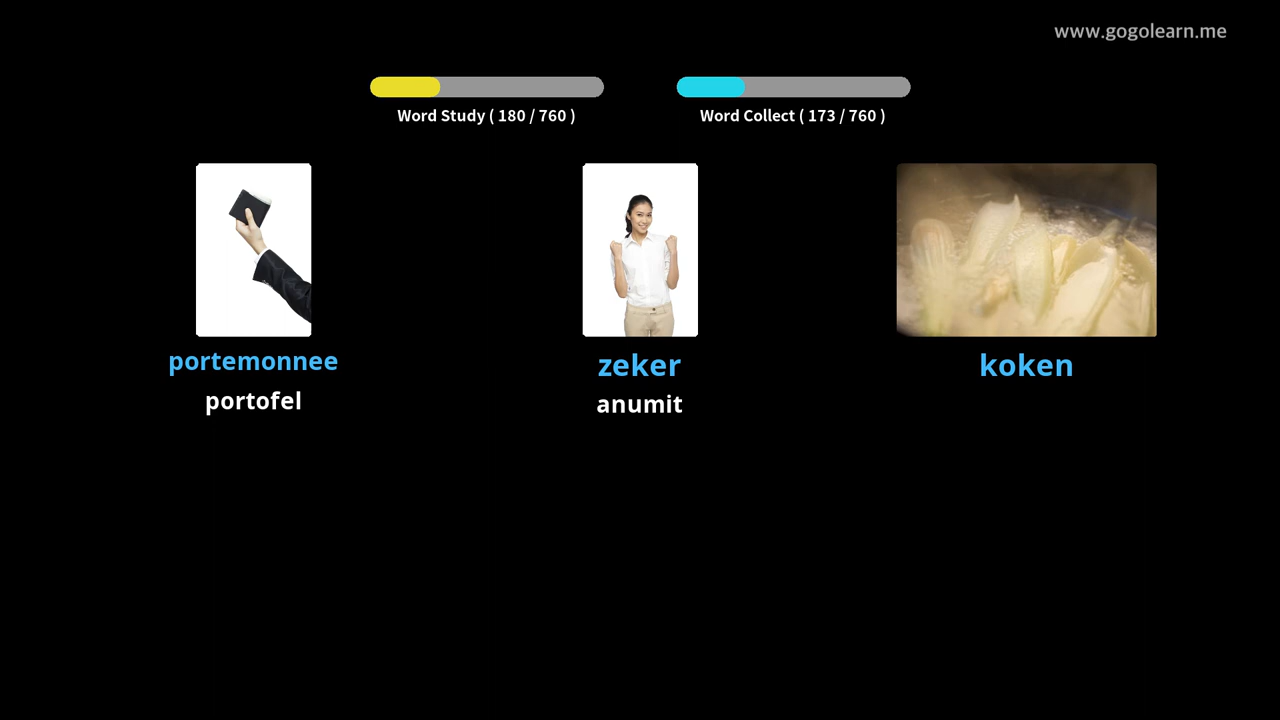 www.gogolearn.me
Word Study ( 180 / 760 )
Word Collect ( 173 / 760 )
portemonnee
portofel
zeker
anumit
koken